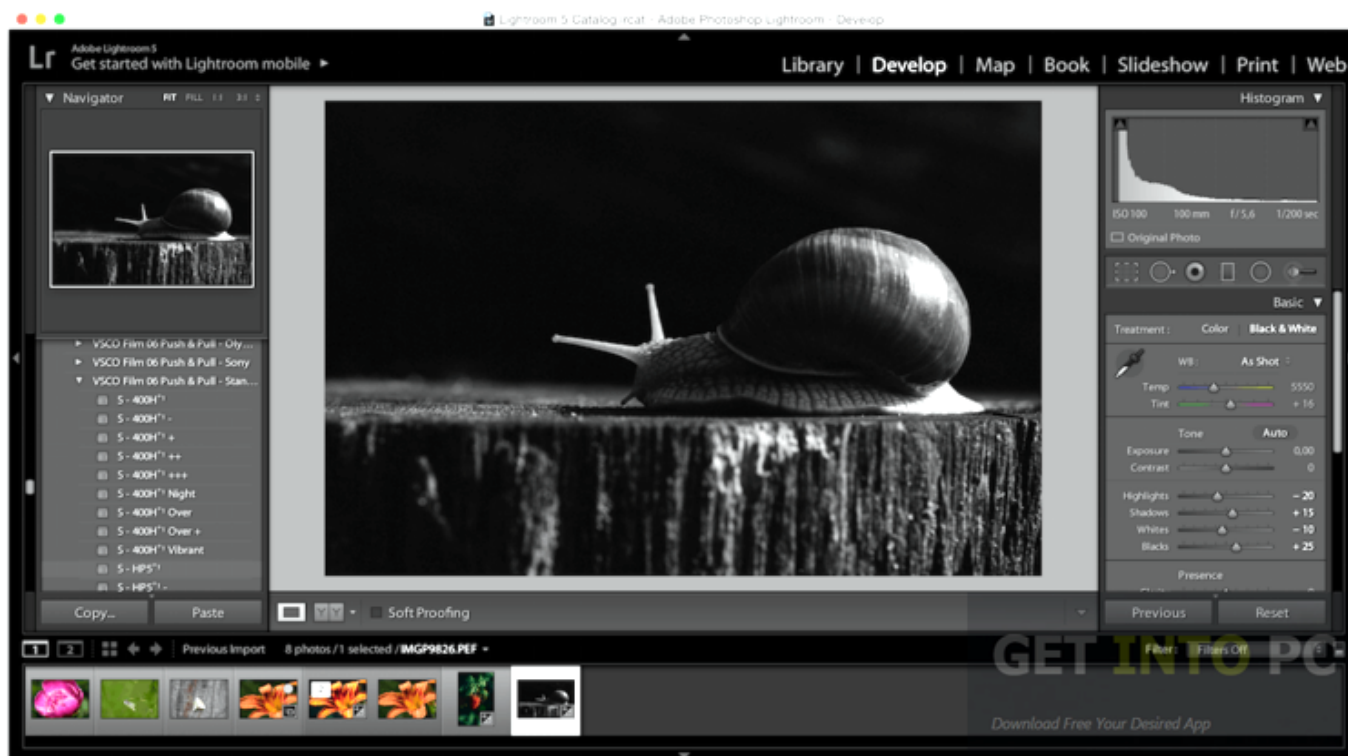 Lightroom 5 Catalog.lrcat - Adobe Photoshop Lightroom - Develop
Lr
Adobe Lightroom 5
Get started with Lightroom mobile ▶
Library | Develop | Map | Book | Slideshow | Print | Web
Navigator FIT FILL 1:1 3:1
Histogram
ISO 100 100 mm f / 5,6 1/200 sec
Original Photo
Basic
Treatment : Color Black & White
WB : As Shot
Temp 5550
Tint + 16
Tone Auto
Exposure 0,00
Contrast 0
Highlights − 20
Shadows + 15
Whites − 10
Blacks + 25
Presence
Clarity 0
VSCO Film 06 Push & Pull - Oly...
VSCO Film 06 Push & Pull - Sony
VSCO Film 06 Push & Pull - Stan...
S - 400H
S - 400H -
S - 400H +
S - 400H ++
S - 400H +++
S - 400H Night
S - 400H Over
S - 400H Over +
S - 400H Vibrant
S - HP5
S - HP5 -
Copy... Paste
YY
Soft Proofing
Previous Reset
1 2 Previous Import 8 photos / 1 selected / IMGP9826.PEF
Filter : Filters Off
GET INTO PC
Download Free Your Desired App